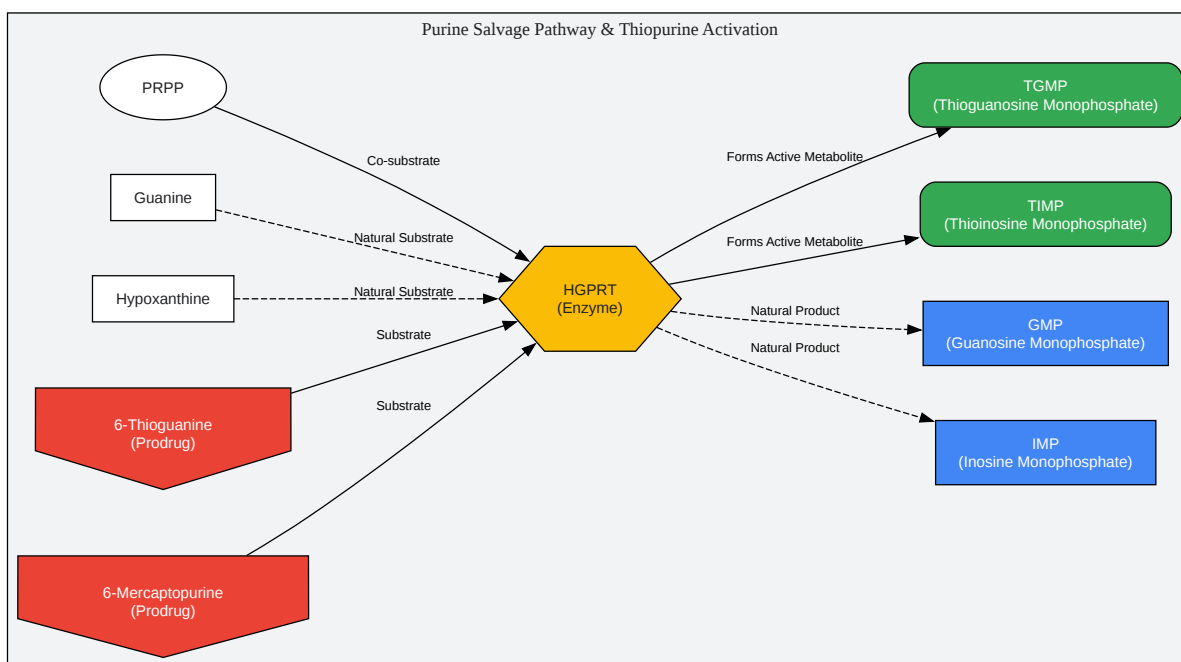 Purine Salvage Pathway & Thiopurine Activation
PRPP
Co-substrate
Guanine
Natural Substrate
Hypoxanthine
Natural Substrate
Substrate
6-Thioguanine
(Prodrug)
Substrate
6-Mercaptopurine
(Prodrug)
HGPRT
(Enzyme)
Forms Active Metabolite
TGMP
(Thioguanosine Monophosphate)
Forms Active Metabolite
TIMP
(Thioinosine Monophosphate)
Natural Product
GMP
(Guanosine Monophosphate)
Natural Product
IMP
(Inosine Monophosphate)